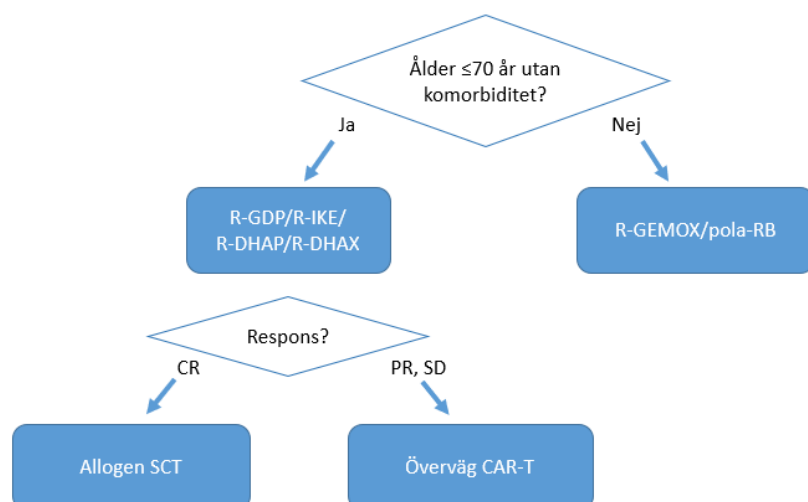 Ålder ≤70 år utan
komorbiditet?
Ja
Nej
R-GDP/R-IKE/
R-DHAP/R-DHAX
R-GEMOX/pola-RB
Respons?
CR
PR, SD
Allogen SCT
Överväg CAR-T